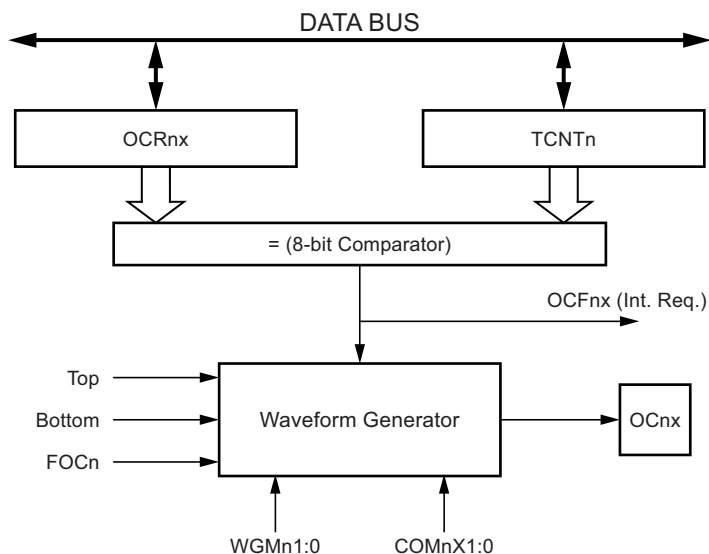 DATA BUS
OCRnx
TCNTn
= (8-bit Comparator)
OCFnx (Int. Req.)
Top
Bottom
FOCn
Waveform Generator
OCnx
WGMn1:0
COMnX1:0